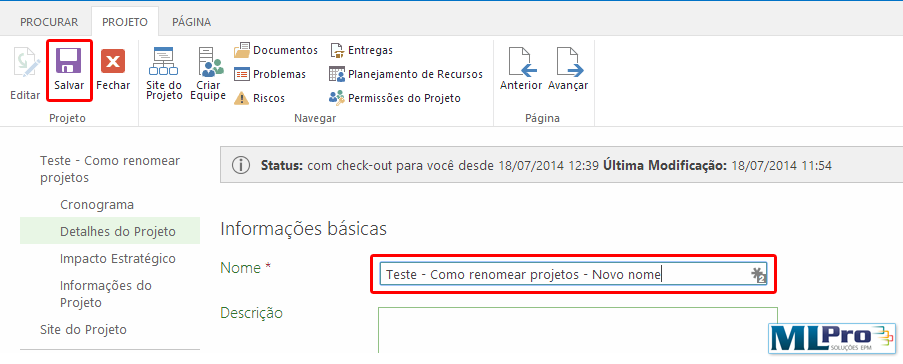 PROCURAR PROJETO PÁGINA
Editar Salvar Fechar
Site do Projeto Criar Equipe
Documentos Entregas
Problemas Planejamento de Recursos
Riscos Permissões do Projeto
Anterior Avançar
Projeto Navegar Página
Teste - Como renomear
projetos
Cronograma
Detalhes do Projeto
Impacto Estratégico
Informações do
Projeto
Site do Projeto
Status: com check-out para você desde 18/07/2014 12:39 Última Modificação: 18/07/2014 11:54
Informações básicas
Nome *
Teste - Como renomear projetos - Novo nome
2
Descrição
MLPro
SOLUÇÕES EPM